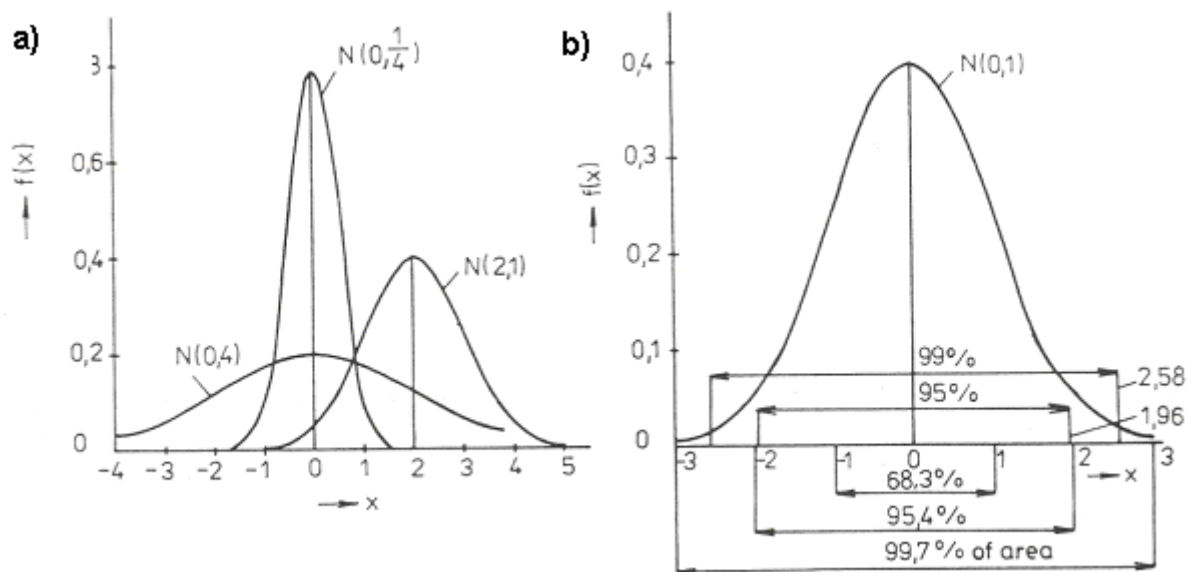 a)
N(0,1/4)
8
0,6
0,4
0,2
0
f(x)
N(2,1)
N(0,4)
-4 -3 -2 -1 0 1 2 3 4 5
x
b)
0,4
0,3
0,2
0,1
0
f(x)
N(0,1)
99%
2,58
95%
1,96
-3 -2 -1 0 1 2 3
x
68,3%
95,4%
99,7% of area